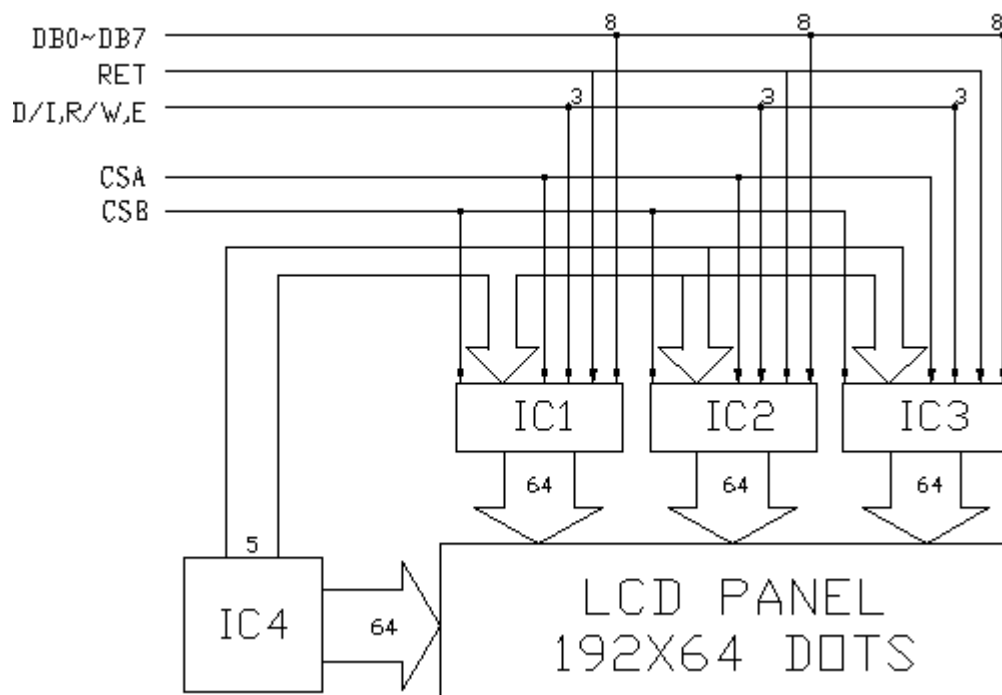 8 8 8
DB0~DB7
RET
3 3 3
D/I,R/W,E
CSA
CSB
IC1 IC2 IC3
64 64 64
5
IC4
64
LCD PANEL
192X64 DOTS